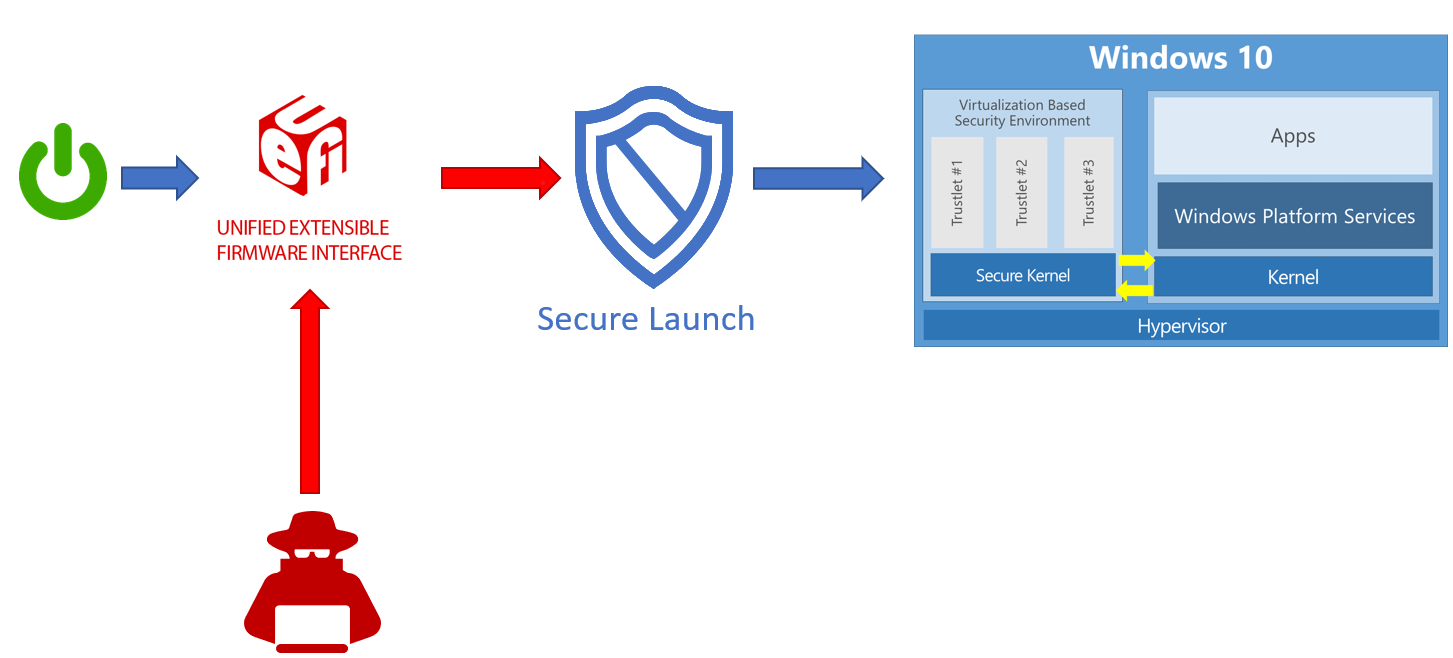 UEFI
UNIFIED EXTENSIBLE
FIRMWARE INTERFACE
Secure Launch
Windows 10
Virtualization Based
Security Environment
Trustlet #1
Trustlet #2
Trustlet #3
Secure Kernel
Apps
Windows Platform Services
Kernel
Hypervisor